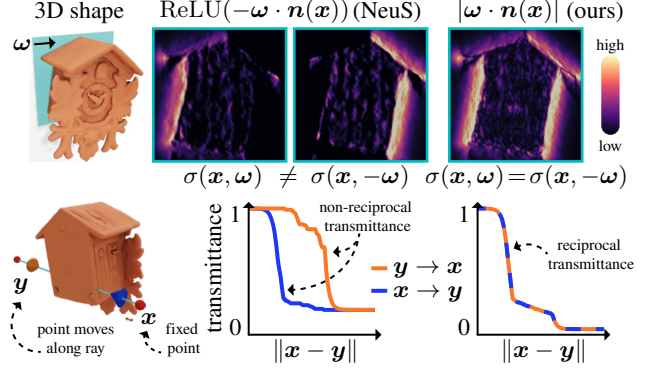 3D shape
ReLU(−ω · n(x)) (NeuS)
|ω · n(x)| (ours)
ω
high
low
σ(x, ω) ≠ σ(x, −ω)
σ(x, ω) = σ(x, −ω)
transmittance
1
0
non-reciprocal
transmittance
y → x
x → y
‖x − y‖
1
0
reciprocal
transmittance
‖x − y‖
y
x
point moves
along ray
fixed
point